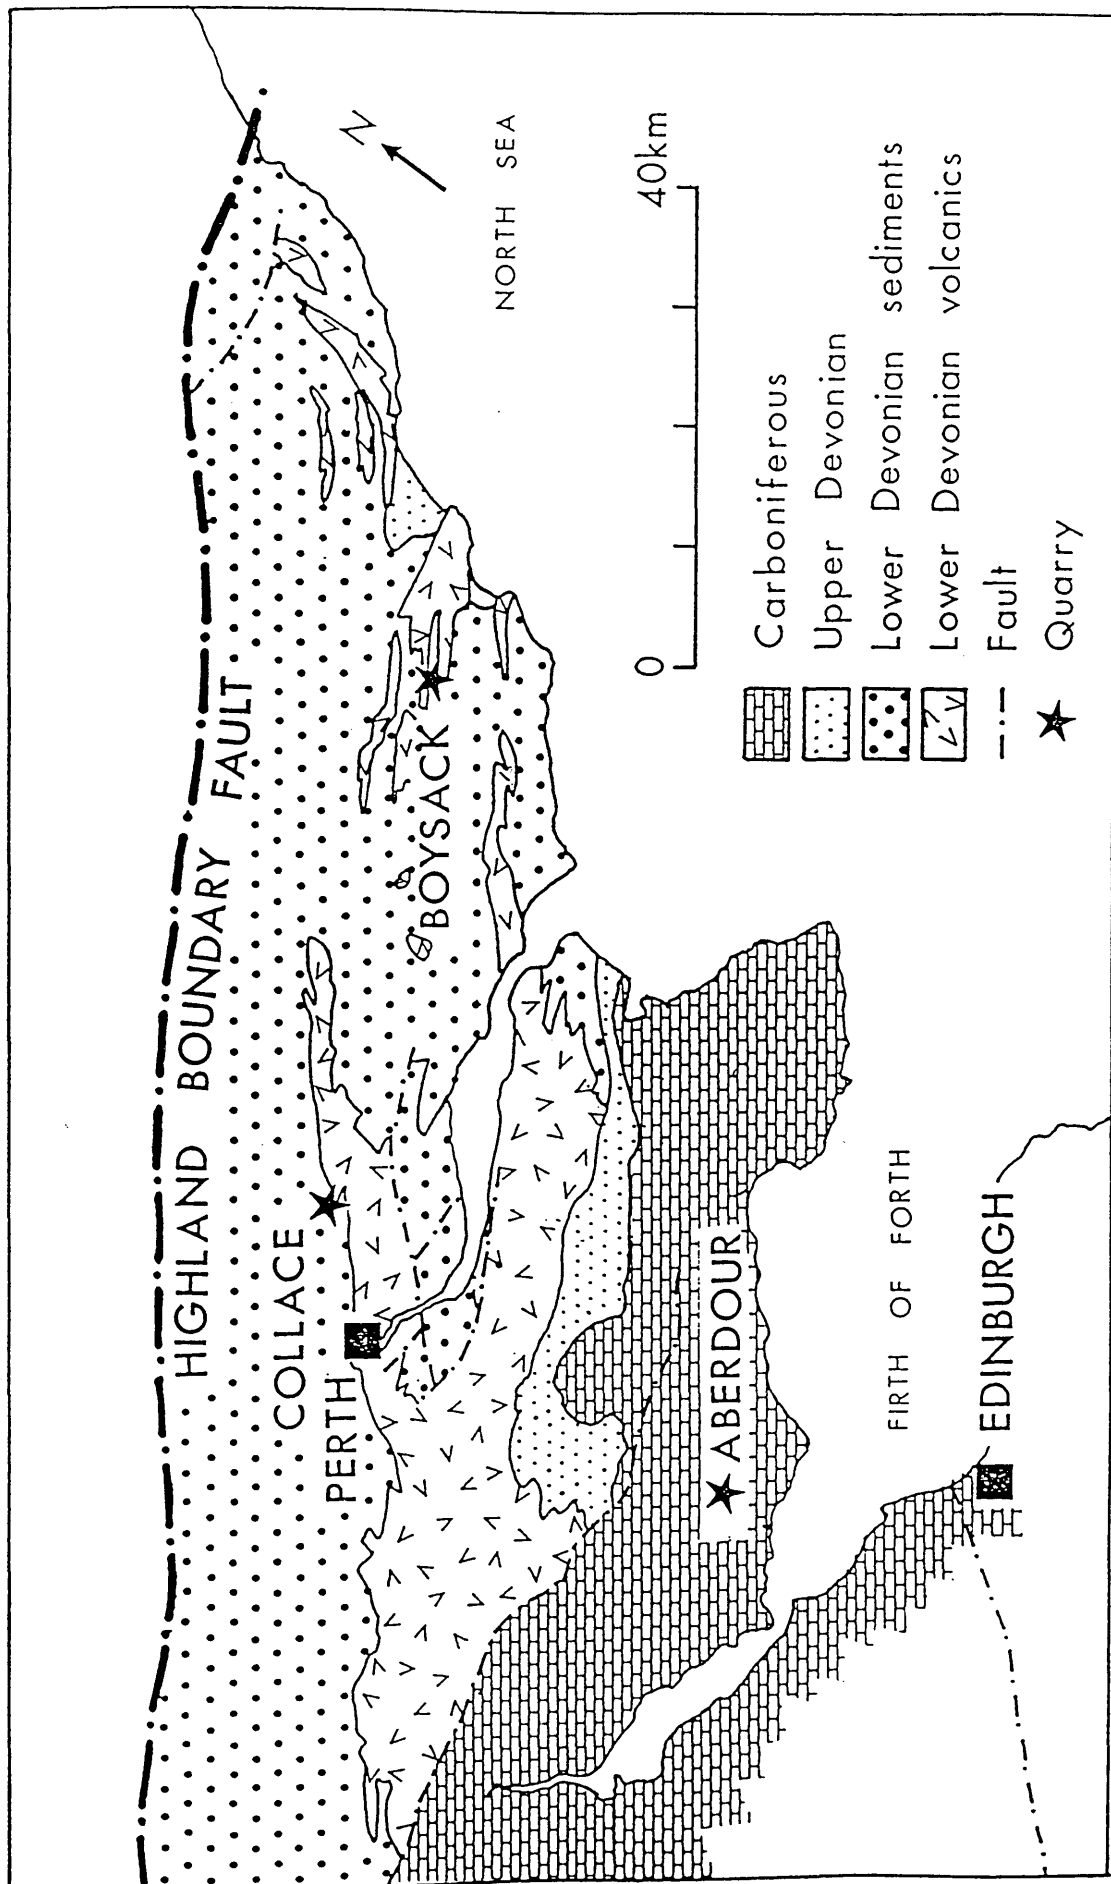 HIGHLAND BOUNDARY FAULT
N
NORTH SEA
COLLACE
PERTH
BOYSACK
ABERDOUR
FIRTH OF FORTH
EDINBURGH
0 40km
Carboniferous
Upper Devonian
Lower Devonian sediments
Lower Devonian volcanics
Fault
Quarry